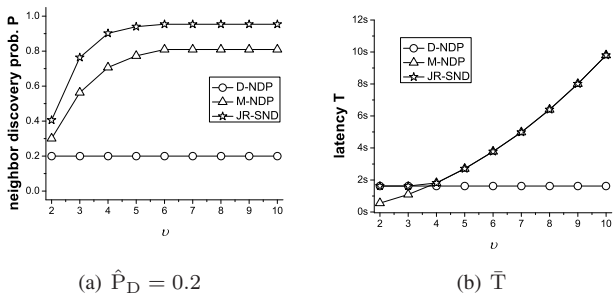 neighbor discovery prob. P
1.0
0.8
0.6
0.4
0.2
0.0
D-NDP
M-NDP
JR-SND
2 3 4 5 6 7 8 9 10
υ
(a) P̂_D = 0.2
latency T
12s
10s
8s
6s
4s
2s
0s
D-NDP
M-NDP
JR-SND
2 3 4 5 6 7 8 9 10
υ
(b) T̄